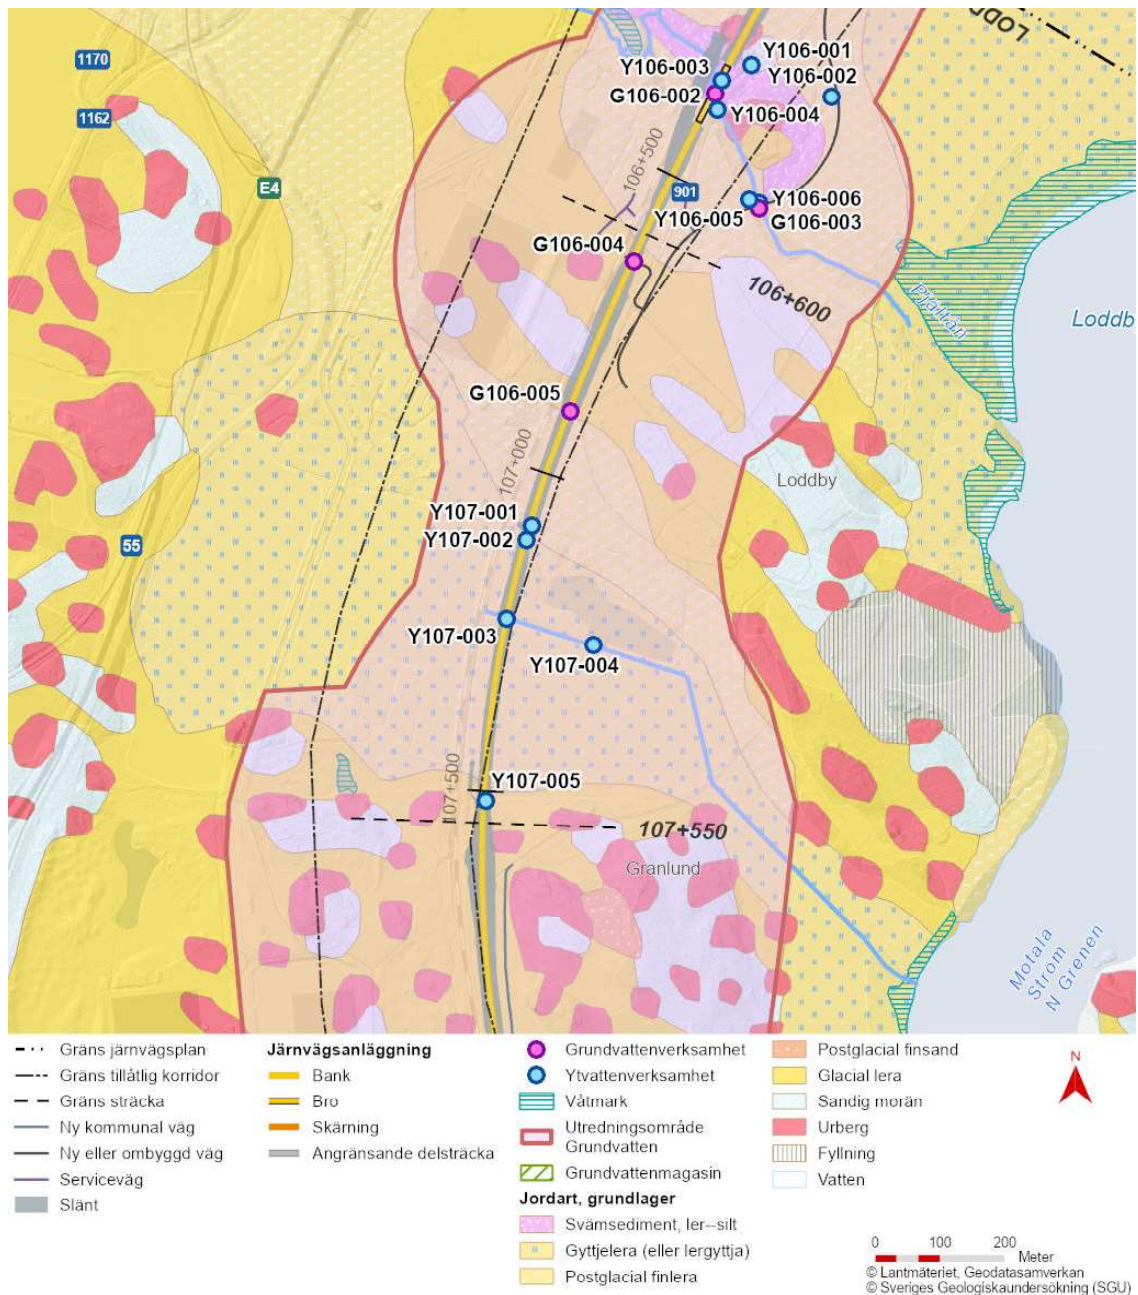 LODD
1170
1162
E4
901
55
Y106-001
Y106-003
Y106-002
G106-002
Y106-004
106+500
Y106-006
Y106-005
G106-003
G106-004
106+600
Pjältån
Loddb
G106-005
107+000
Loddby
Y107-001
Y107-002
Y107-003
Y107-004
107+500
Y107-005
107+550
Granlund
Motala
Ström
N Grenen
Gräns järnvägsplan
Gräns tillåtlig korridor
Gräns sträcka
Ny kommunal väg
Ny eller ombyggd väg
Serviceväg
Slänt
Järnvägsanläggning
Bank
Bro
Skärning
Angränsande delsträcka
Grundvattenverksamhet
Ytvattenverksamhet
Våtmark
Utredningsområde
Grundvatten
Grundvattenmagasin
Jordart, grundlager
Svämsediment, ler--silt
Gyttjelera (eller lergyttja)
Postglacial finlera
Postglacial finsand
Glacial lera
Sandig morän
Urberg
Fyllning
Vatten
N
0 100 200
Meter
© Lantmäteriet, Geodatasamverkan
© Sveriges Geologiskaundersökning (SGU)